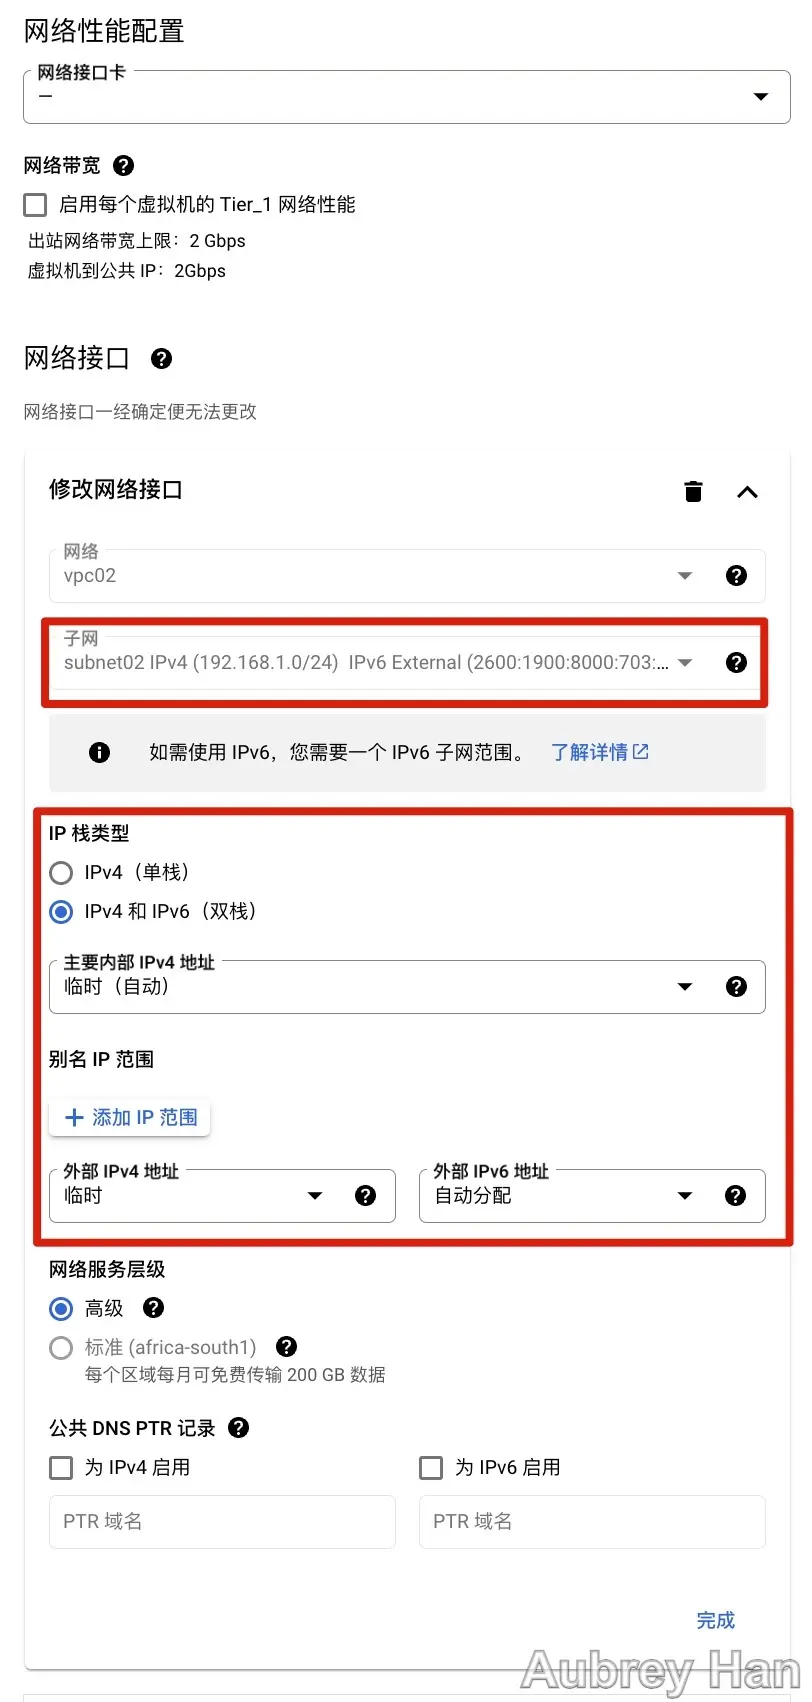 网络性能配置
网络接口卡
—
网络带宽
启用每个虚拟机的 Tier_1 网络性能
出站网络带宽上限：2 Gbps
虚拟机到公共 IP：2Gbps
网络接口
网络接口一经确定便无法更改
修改网络接口
网络
vpc02
子网
subnet02 IPv4 (192.168.1.0/24) IPv6 External (2600:1900:8000:703:...
如需使用 IPv6，您需要一个 IPv6 子网范围。 了解详情
IP 栈类型
IPv4（单栈）
IPv4 和 IPv6（双栈）
主要内部 IPv4 地址
临时（自动）
别名 IP 范围
添加 IP 范围
外部 IPv4 地址
临时
外部 IPv6 地址
自动分配
网络服务层级
高级
标准 (africa-south1)
每个区域每月可免费传输 200 GB 数据
公共 DNS PTR 记录
为 IPv4 启用
为 IPv6 启用
PTR 域名
PTR 域名
完成
Aubrey Han